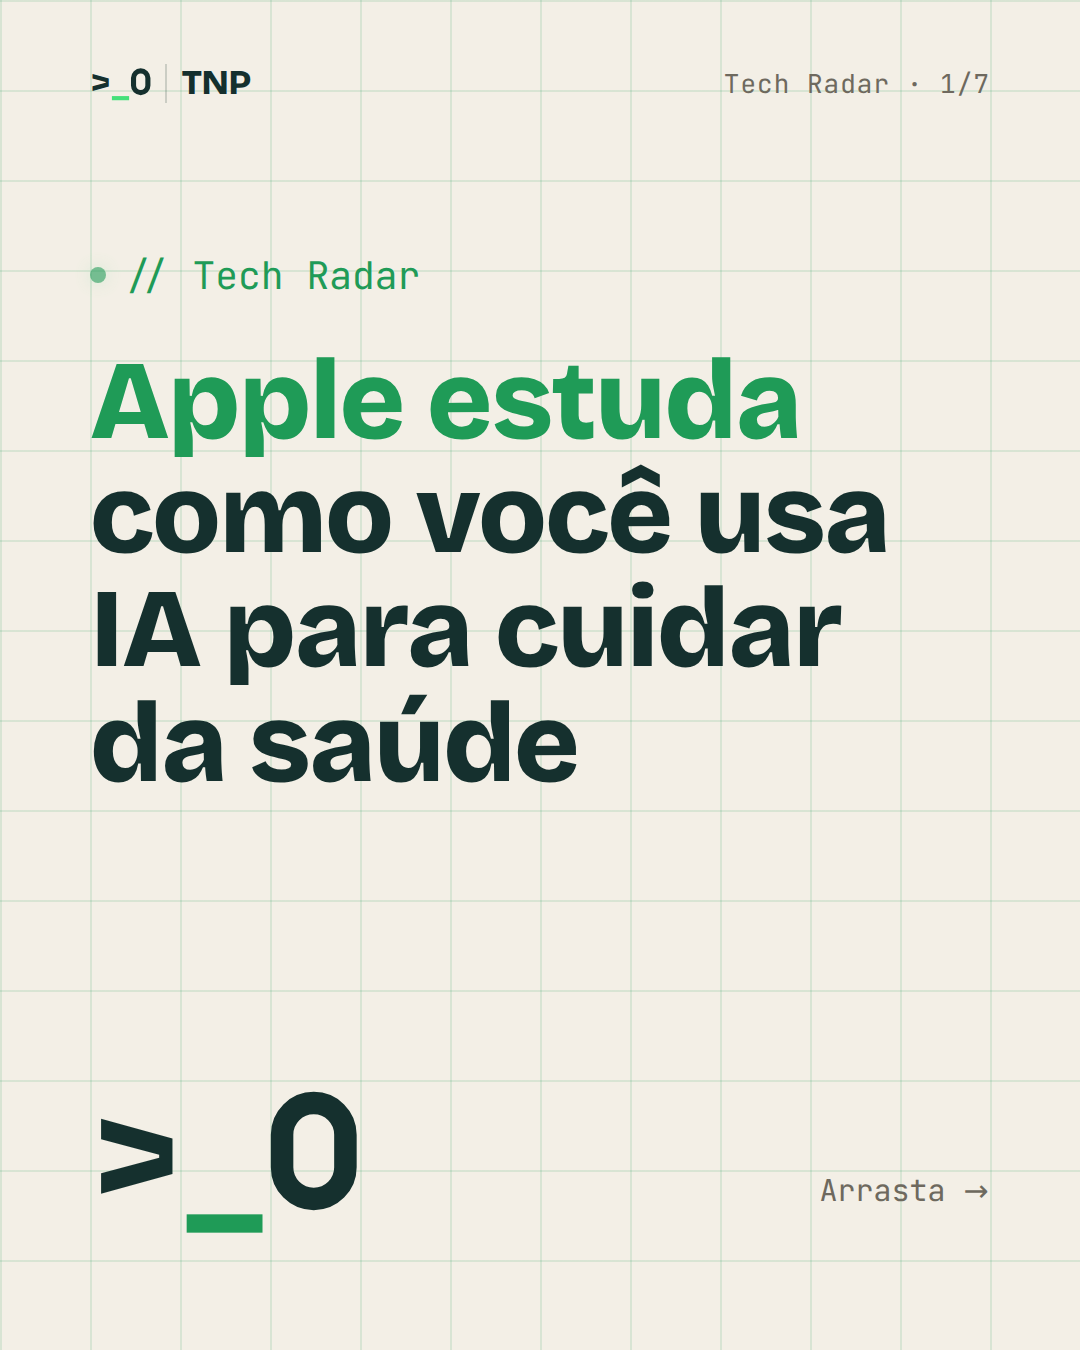 >_0 TNP
Tech Radar · 1/7
// Tech Radar
Apple estuda
como você usa
IA para cuidar
da saúde
>_0
Arrasta →